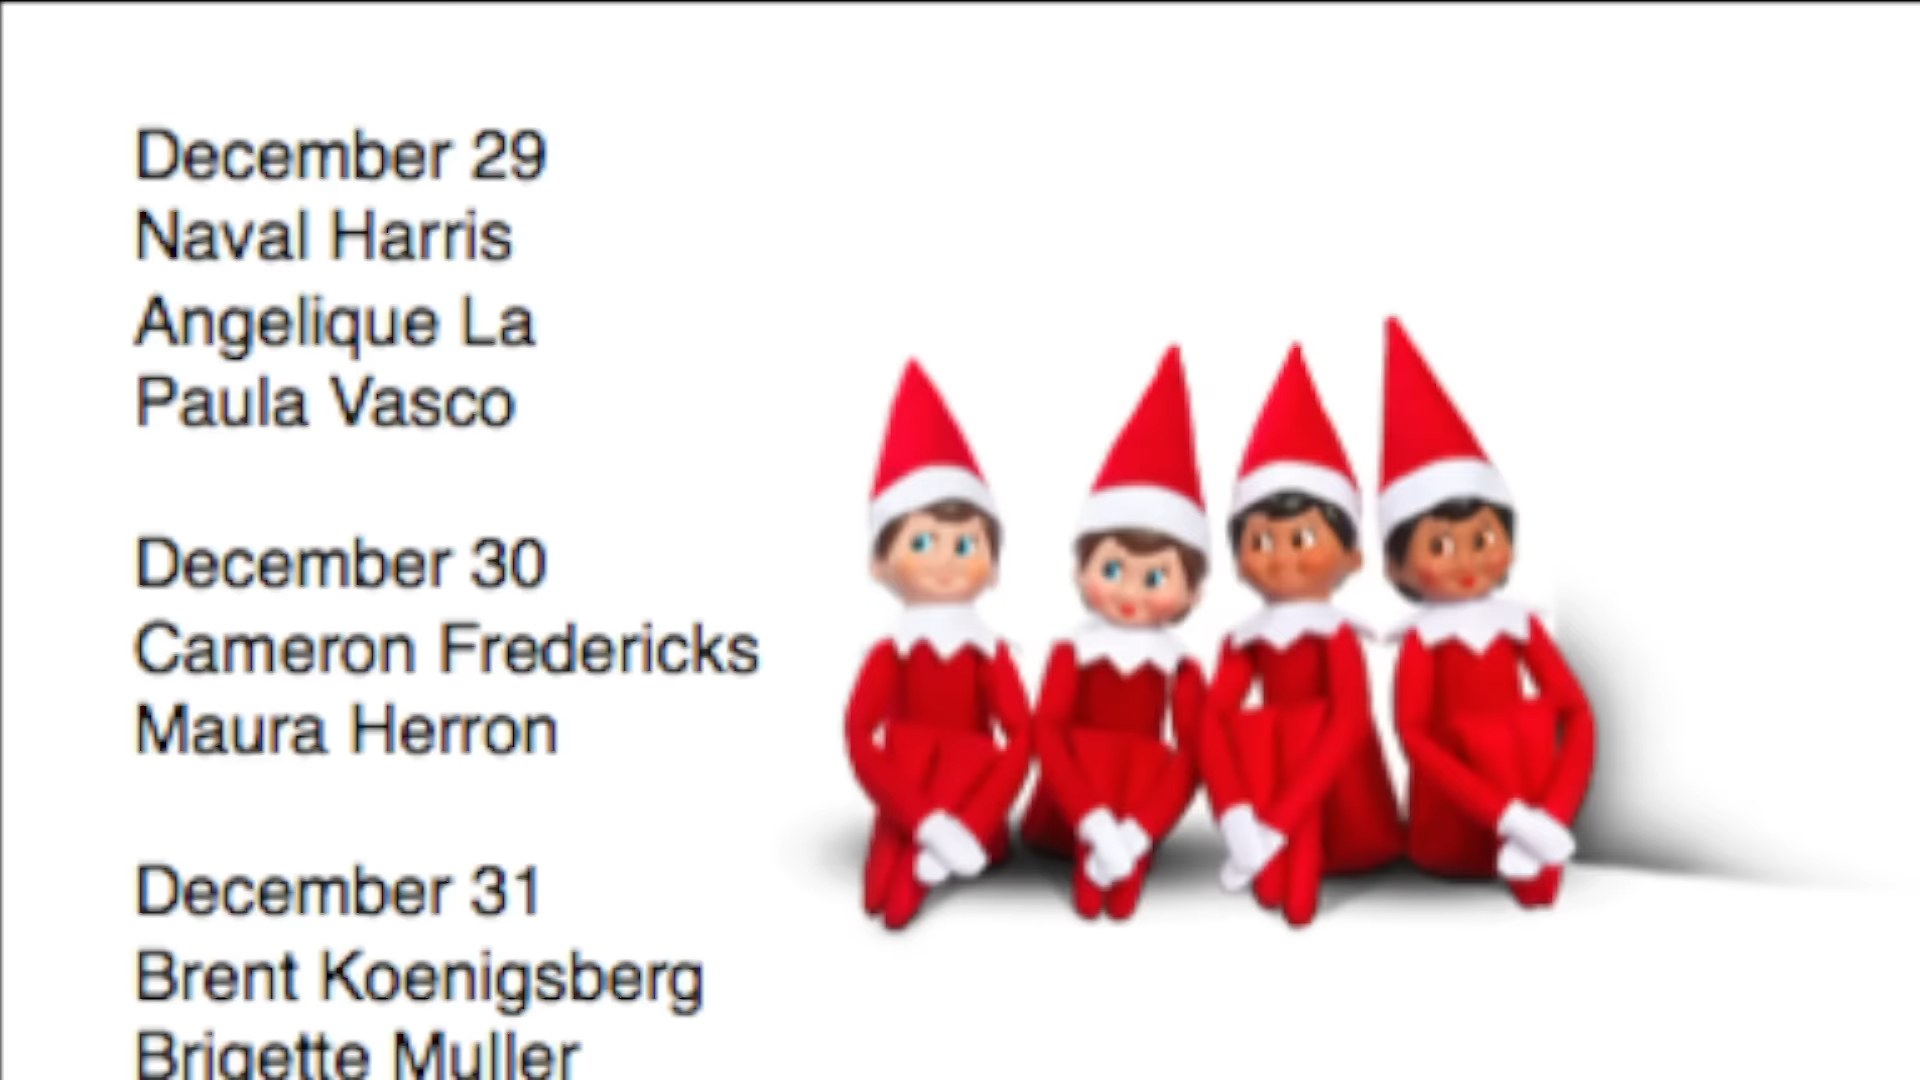 December 29
Naval Harris
Angelique La
Paula Vasco
December 30
Cameron Fredericks
Maura Herron
December 31
Brent Koenigsberg
Brigette Muller